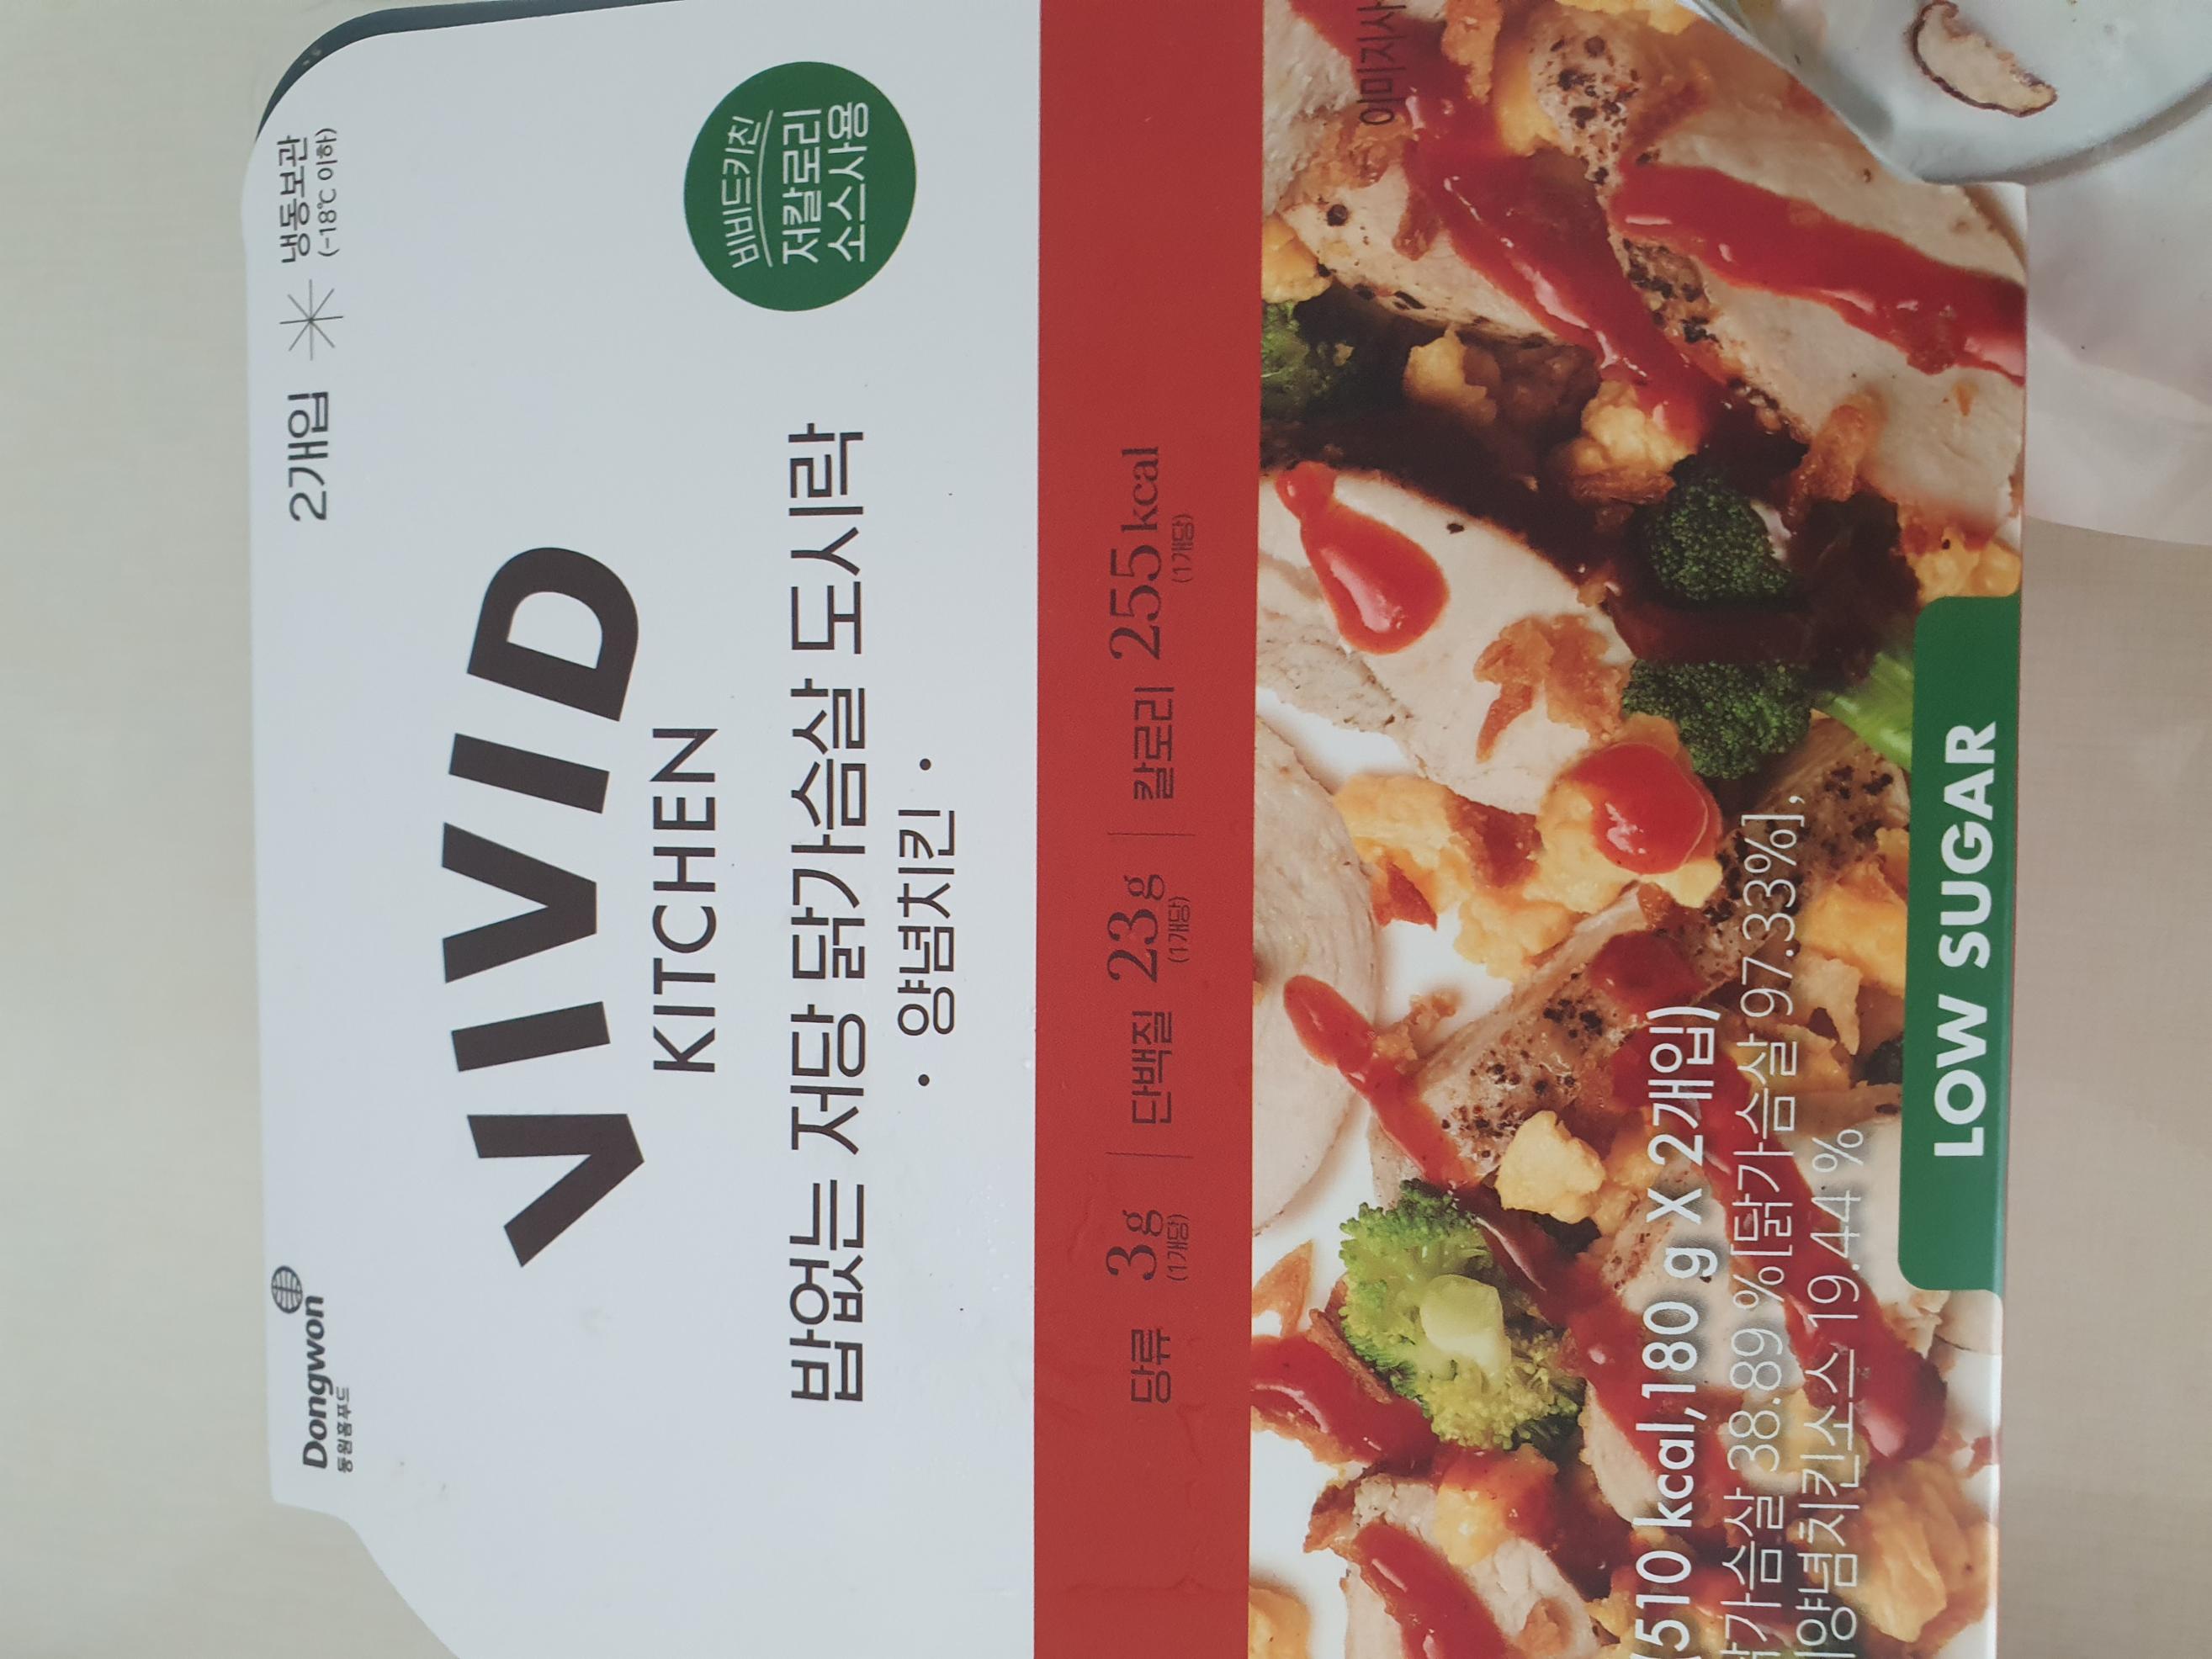 Dongwon
동원홈푸드
2개입
냉동보관
(-18℃ 이하)
VIVID
KITCHEN
비비드키친
저칼로리
소스사용
밥없는 저당 닭가슴살 도시락
· 양념치킨 ·
당류 3g (1개당) | 단백질 23g (1개당) | 칼로리 255 kcal (1개당)
이미지사
(510 kcal,180 g X 2개입)
닭가슴살 38.89 %[닭가슴살 97.33%],
양념치킨소스 19.44 %
LOW SUGAR